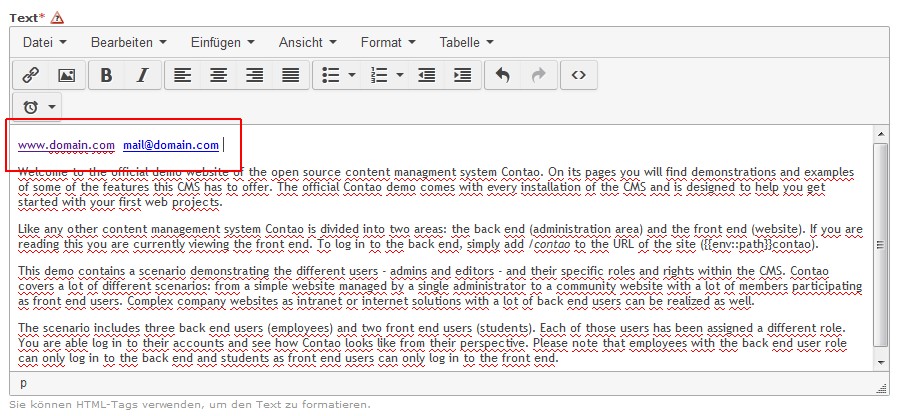 Text*
Datei Bearbeiten Einfügen Ansicht Format Tabelle
B I
www.domain.com mail@domain.com
Welcome to the official demo website of the open source content managment system Contao. On its pages you will find demonstrations and examples
of some of the features this CMS has to offer. The official Contao demo comes with every installation of the CMS and is designed to help you get
started with your first web projects.
Like any other content management system Contao is divided into two areas: the back end (administration area) and the front end (website). If you are
reading this you are currently viewing the front end. To log in to the back end, simply add /contao to the URL of the site ({{env::path}}contao).
This demo contains a scenario demonstrating the different users - admins and editors - and their specific roles and rights within the CMS. Contao
covers a lot of different scenarios: from a simple website managed by a single administrator to a community website with a lot of members participating
as front end users. Complex company websites as intranet or internet solutions with a lot of back end users can be realized as well.
The scenario includes three back end users (employees) and two front end users (students). Each of those users has been assigned a different role.
You are able log in to their accounts and see how Contao looks like from their perspective. Please note that employees with the back end user role
can only log in to the back end and students as front end users can only log in to the front end.
p
Sie können HTML-Tags verwenden, um den Text zu formatieren.